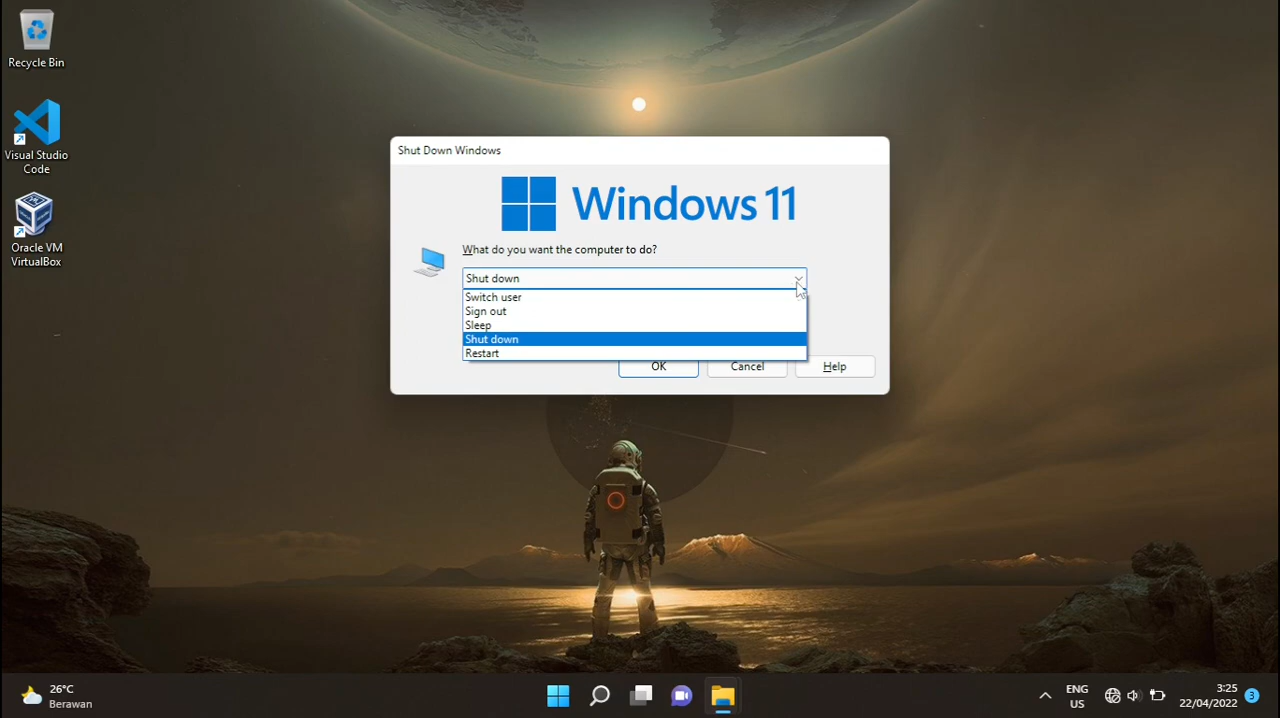 Recycle Bin
Visual Studio
Code
Oracle VM
VirtualBox
Shut Down Windows
Windows 11
What do you want the computer to do?
Shut down
Switch user
Sign out
Sleep
Shut down
Restart
OK
Cancel
Help
26°C
Berawan
ENG
US
3:25
22/04/2022
3